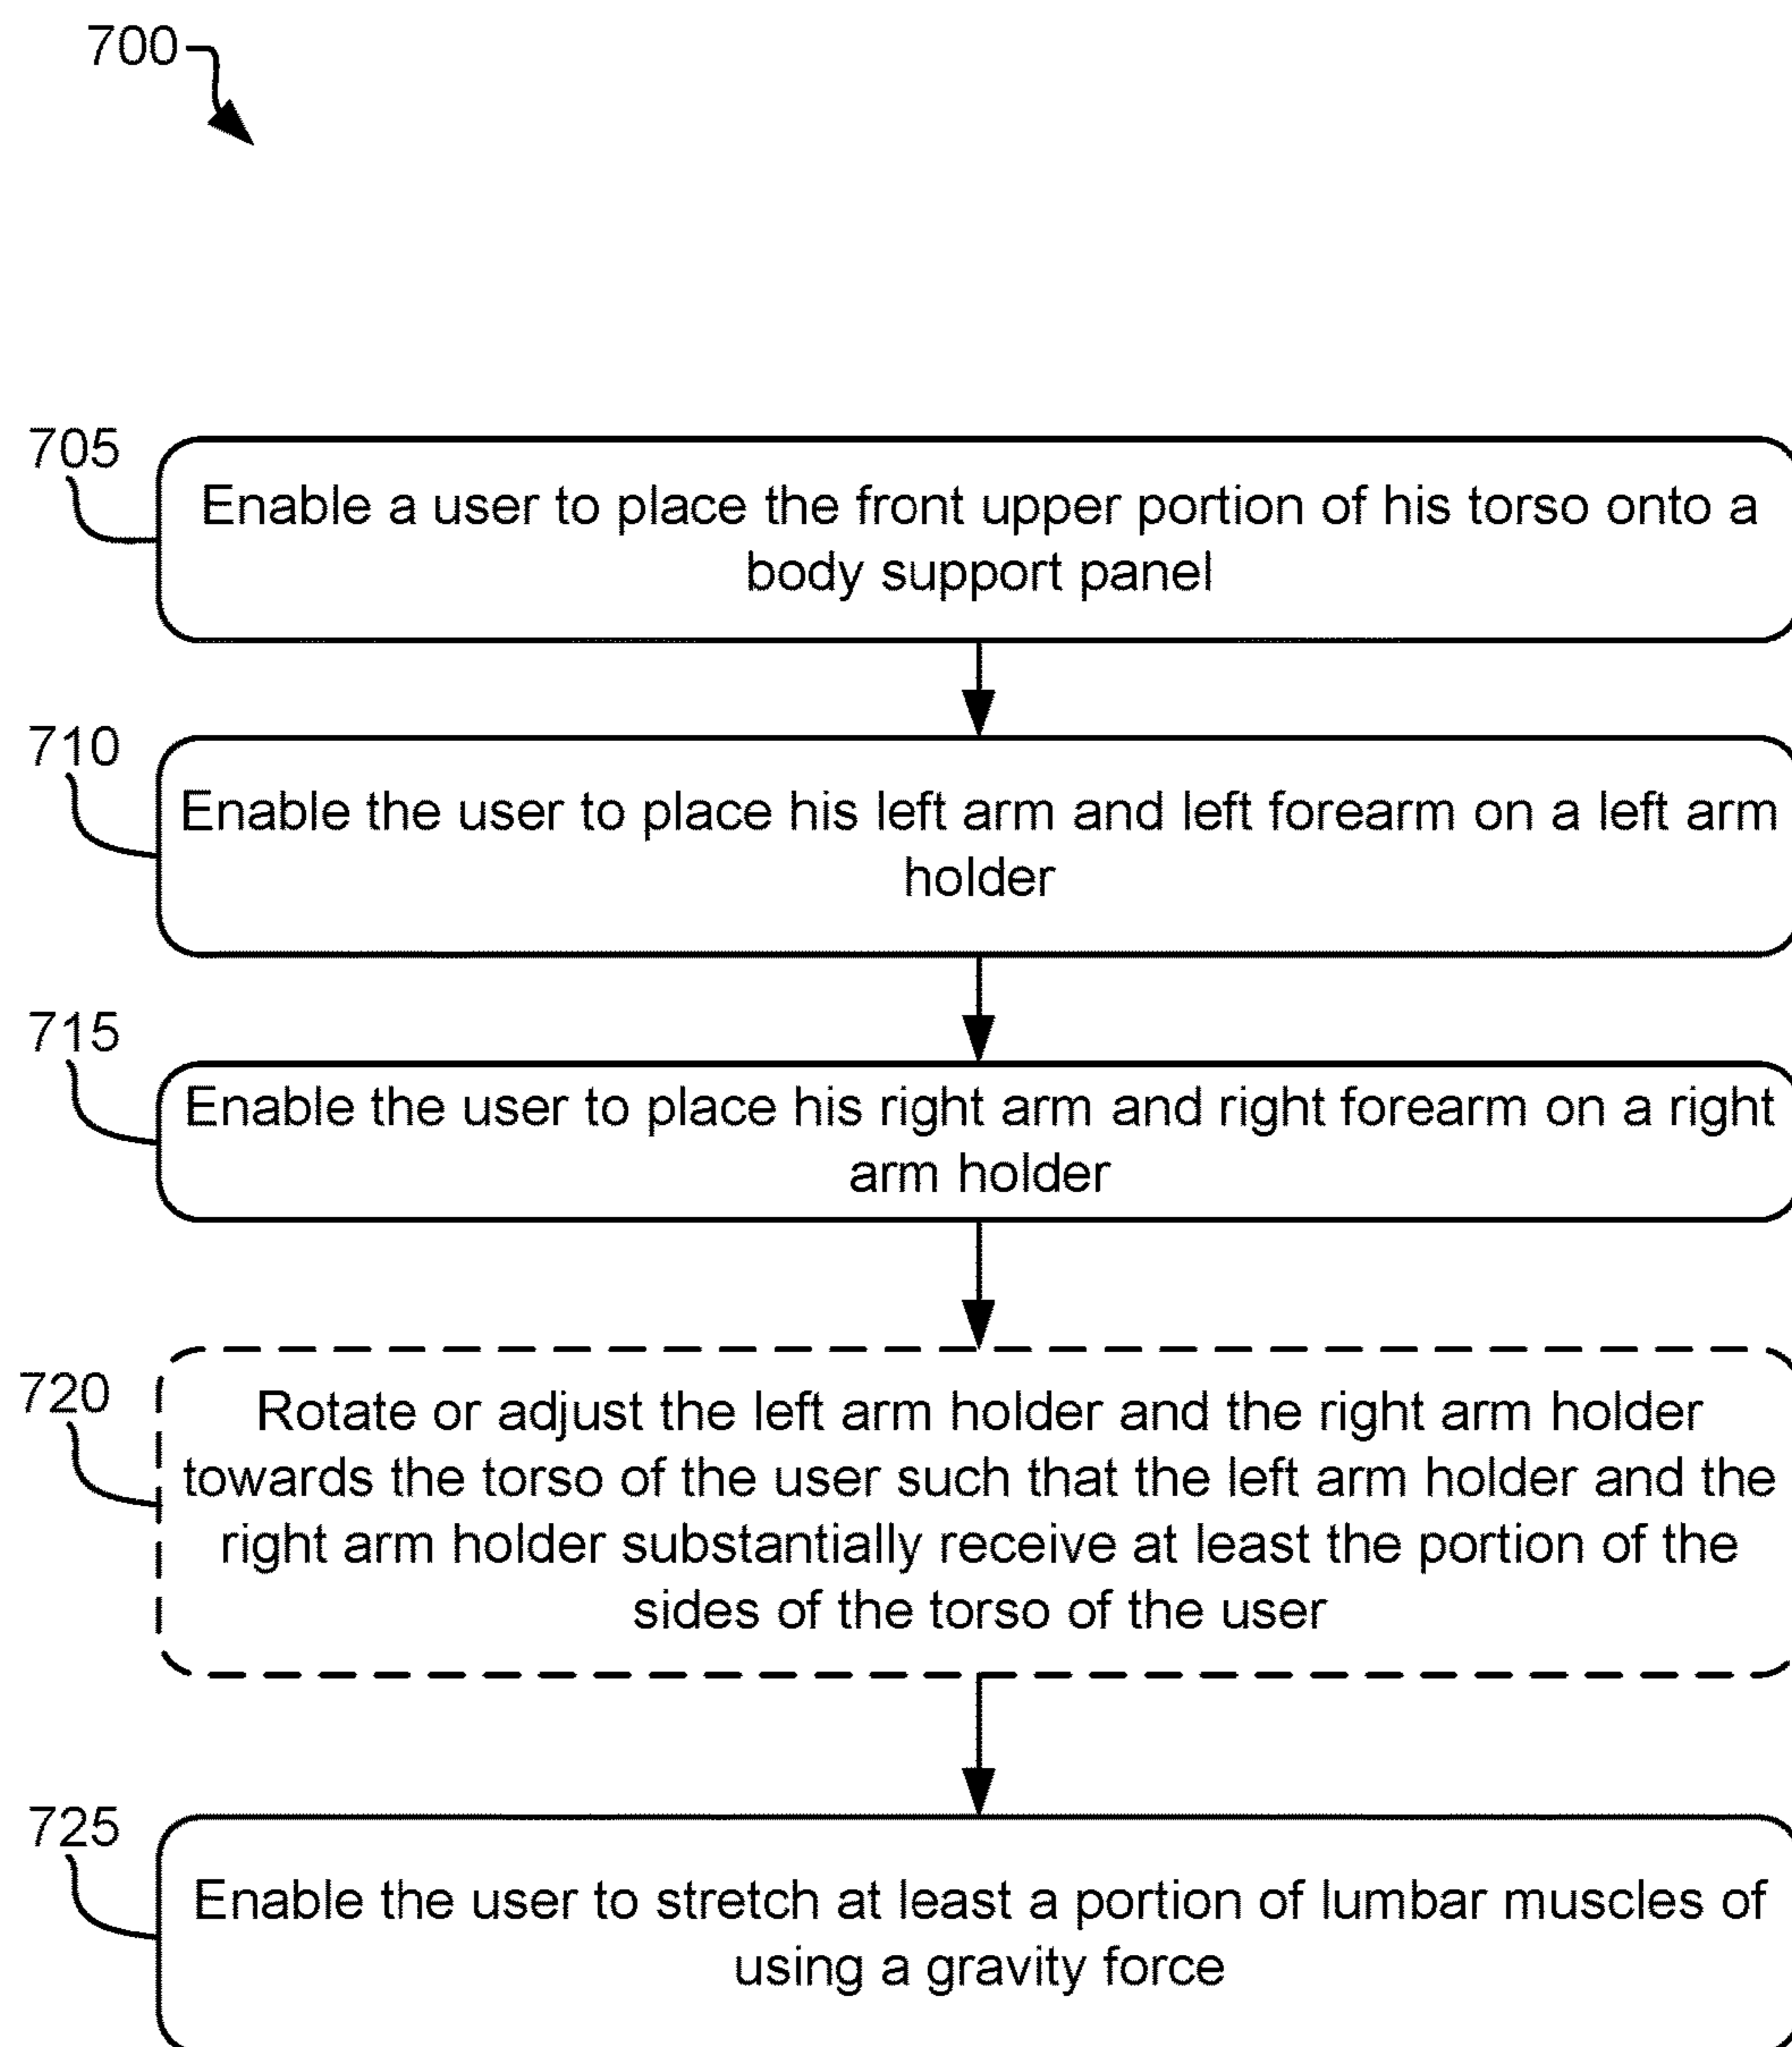 700
705
Enable a user to place the front upper portion of his torso onto a
body support panel
710
Enable the user to place his left arm and left forearm on a left arm
holder
715
Enable the user to place his right arm and right forearm on a right
arm holder
720
Rotate or adjust the left arm holder and the right arm holder
towards the torso of the user such that the left arm holder and the
right arm holder substantially receive at least the portion of the
sides of the torso of the user
725
Enable the user to stretch at least a portion of lumbar muscles of
using a gravity force